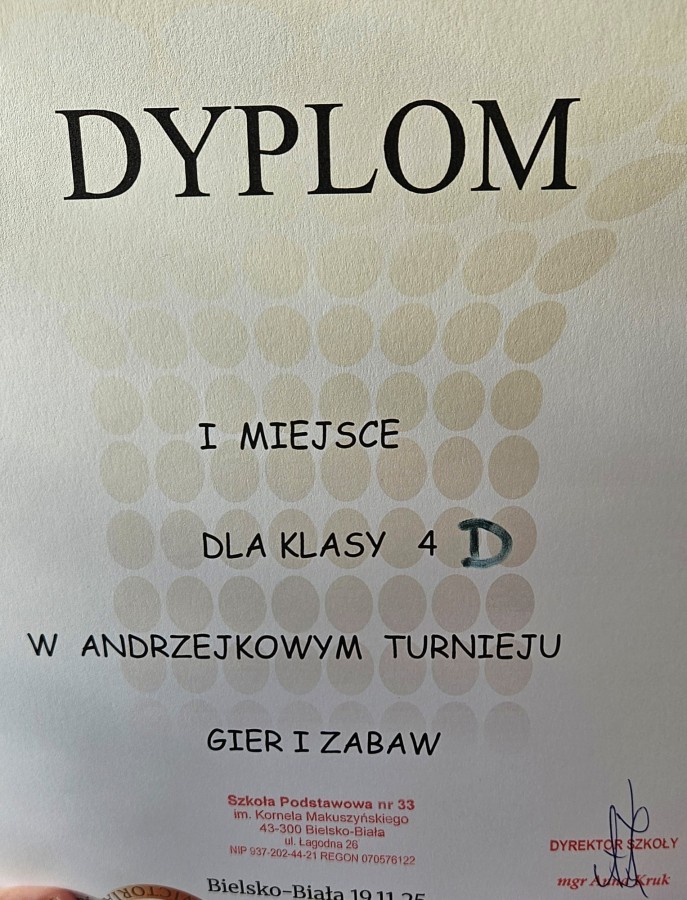 DYPLOM
I MIEJSCE
DLA KLASY 4 D
W ANDRZEJKOWYM TURNIEJU
GIER I ZABAW
Szkoła Podstawowa nr 33
im. Kornela Makuszyńskiego
43-300 Bielsko-Biała
ul. Łagodna 26
NIP 937-202-44-21 REGON 070576122
DYREKTOR SZKOŁY
mgr Anna Kruk
Bielsko-Biała 19.11.25